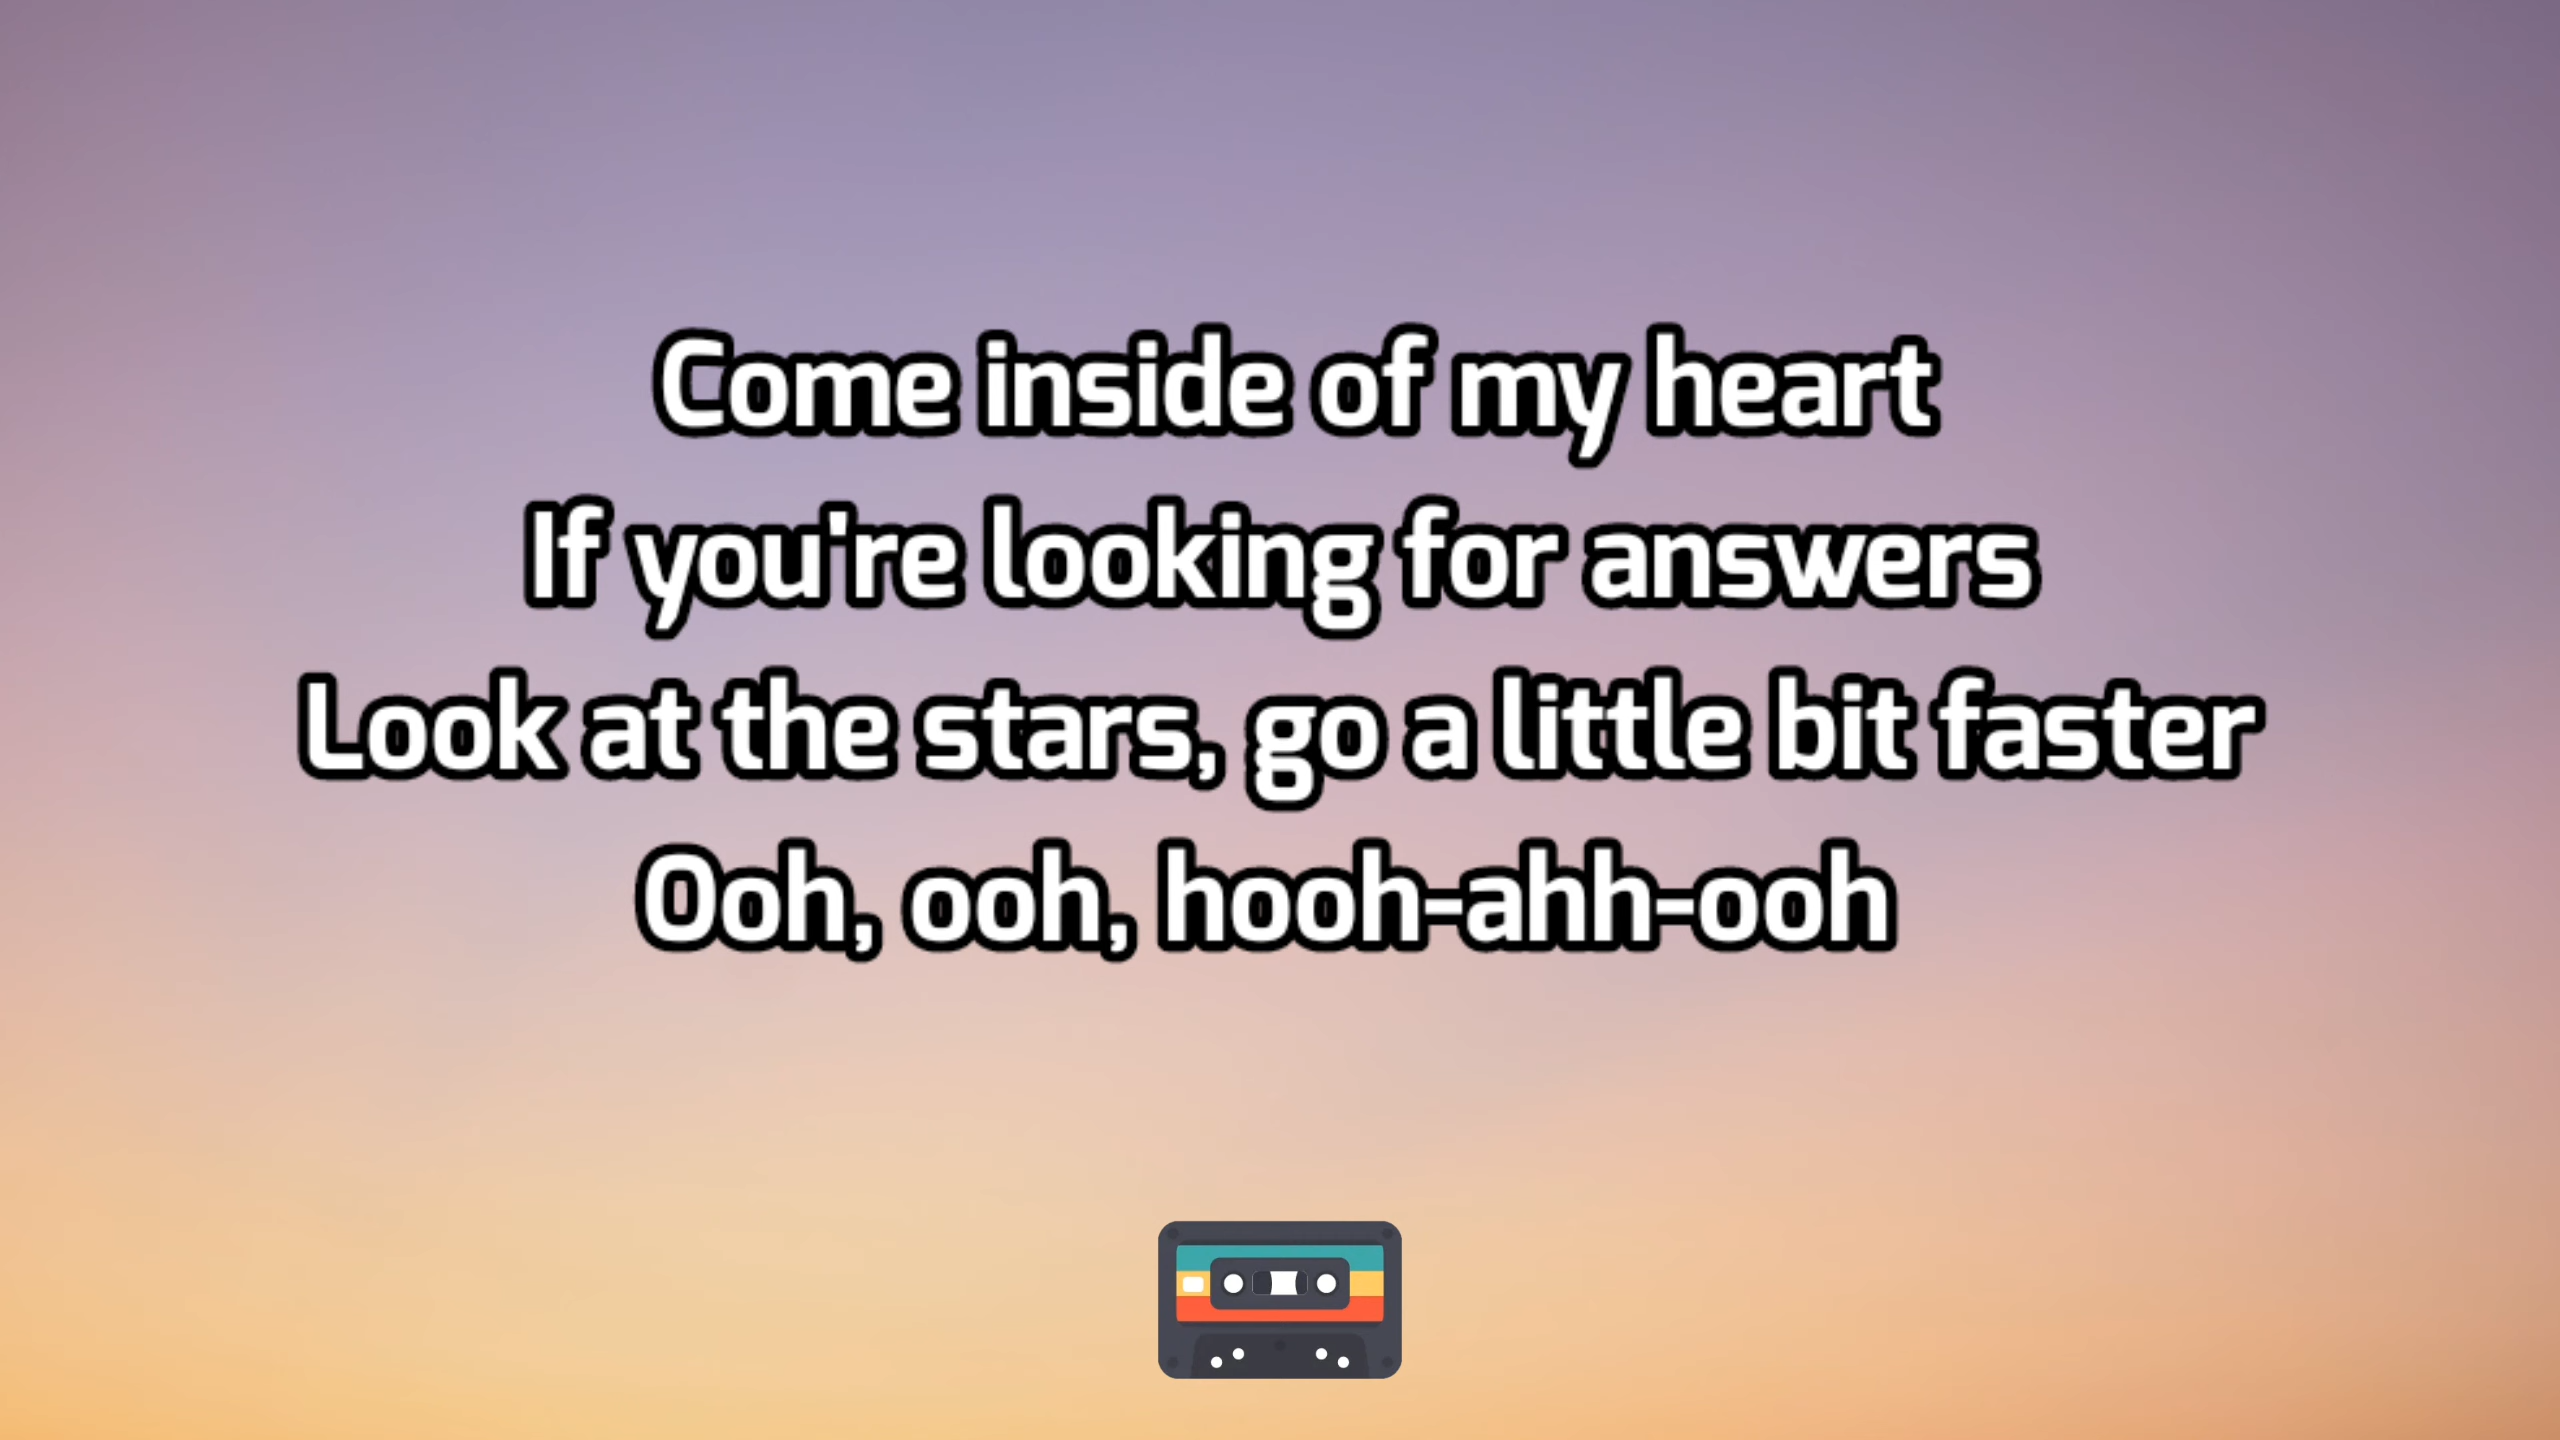 Come inside of my heart
If you're looking for answers
Look at the stars, go a little bit faster
Ooh, ooh, hooh-ahh-ooh